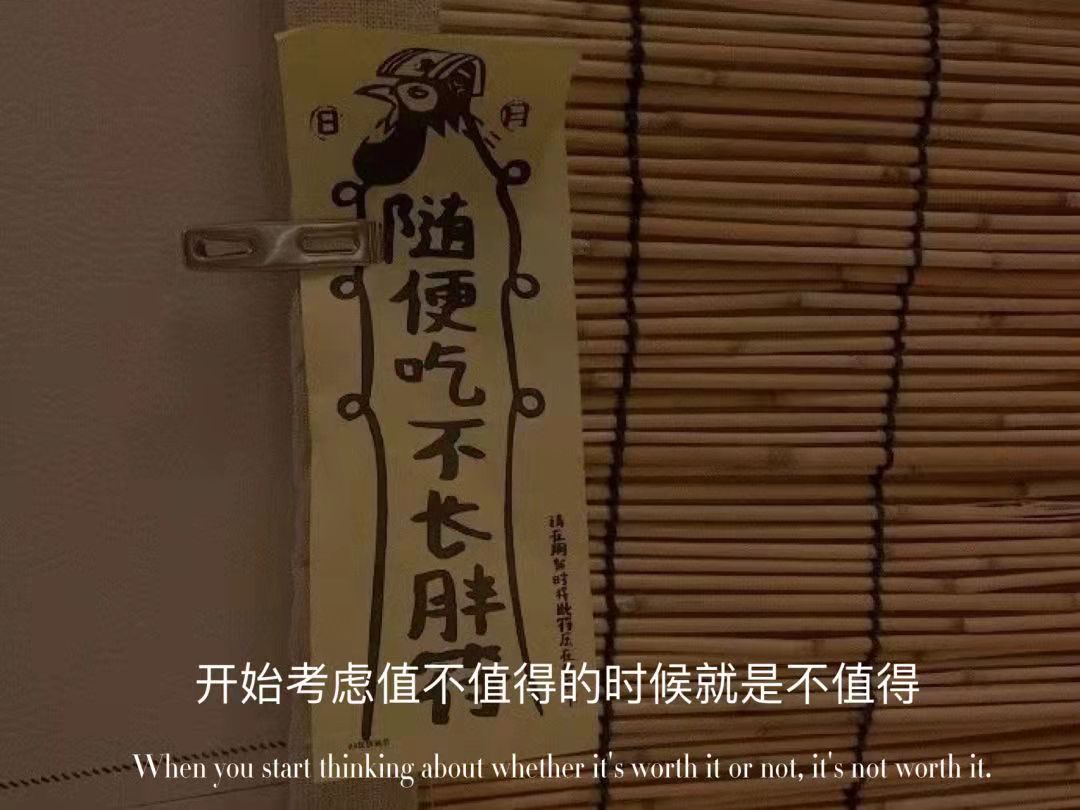 日
月
随便吃不长胖符
开始考虑值不值得的时候就是不值得
When you start thinking about whether it's worth it or not, it's not worth it.